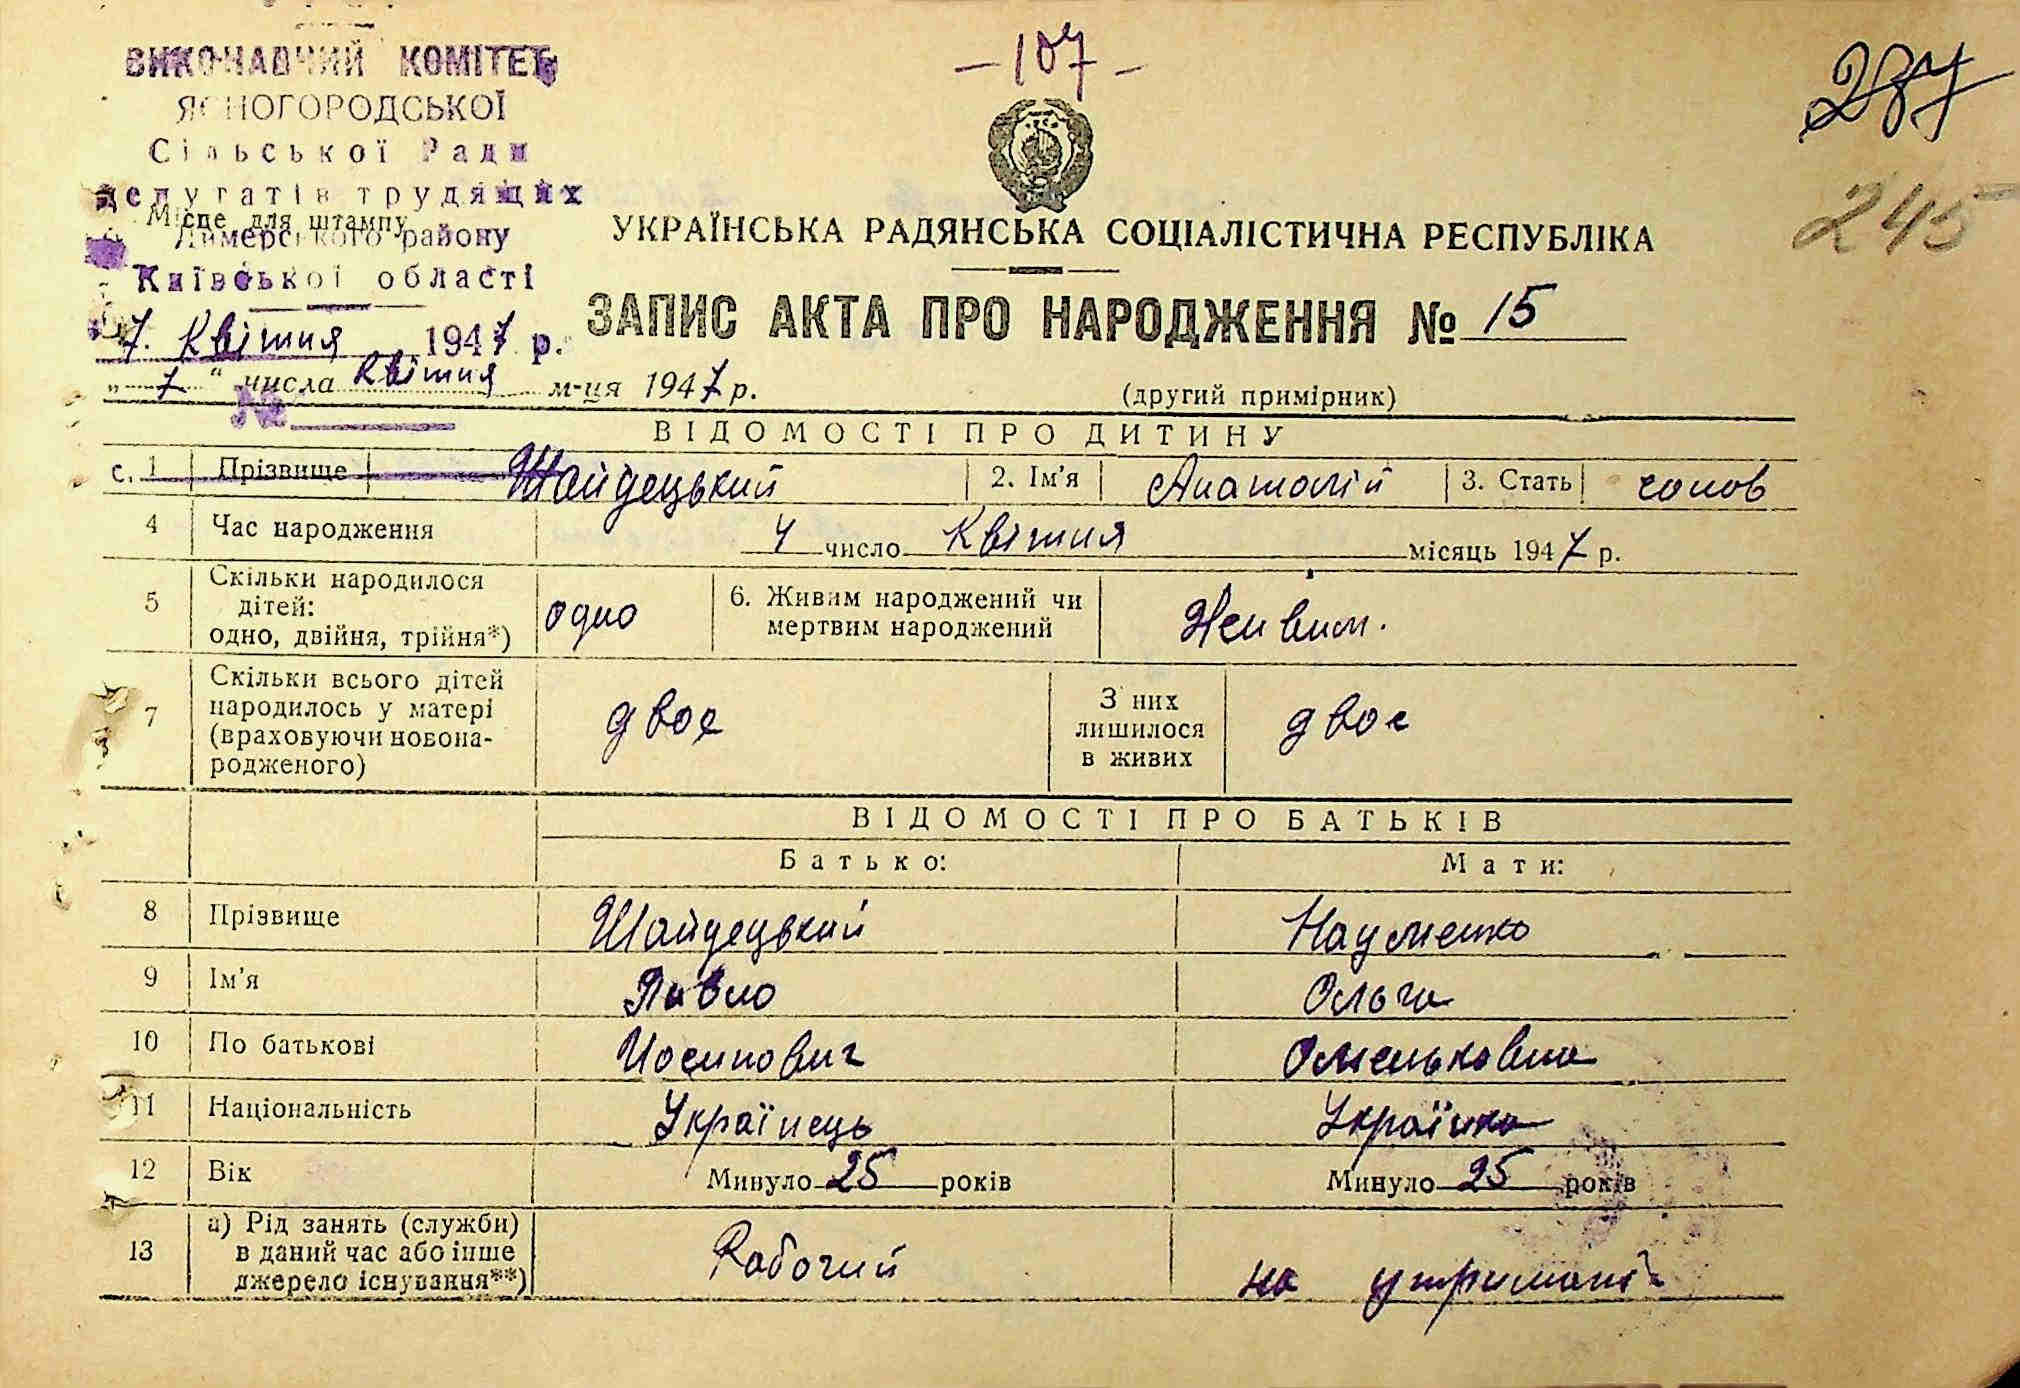 - 107 -
287
245
ВИКОНАВЧИЙ КОМІТЕТ
ЯСНОГОРОДСЬКОЇ
Сільської Ради
депутатів трудящих
Місце для штампу
Димерського району
Київської області
7. Квітня 1947 р.
№
УКРАЇНСЬКА РАДЯНСЬКА СОЦІАЛІСТИЧНА РЕСПУБЛІКА
ЗАПИС АКТА ПРО НАРОДЖЕННЯ № 15
„ 7 " числа Квітня м-ця 1947 р.
(другий примірник)
ВІДОМОСТІ ПРО ДИТИНУ
с. 1 Прізвище Шайдецький 2. Ім'я Анатолій 3. Стать чолов
4 Час народження 4 число Квітня місяць 1947 р.
5 Скільки народилося дітей: одно, двійня, трійня*) одно 6. Живим народжений чи мертвим народжений Живим.
7 Скільки всього дітей народилось у матері (враховуючи новонародженого) двоє З них лишилося в живих двоє
ВІДОМОСТІ ПРО БАТЬКІВ
Батько: Мати:
8 Прізвище Шайдецький Науменко
9 Ім'я Павло Ольга
10 По батькові Иосипович Омельковна
11 Національність Українець Українка
12 Вік Минуло 25 років Минуло 25 років
13 а) Рід занять (служби) в даний час або інше джерело існування**) Рабочий на утримані